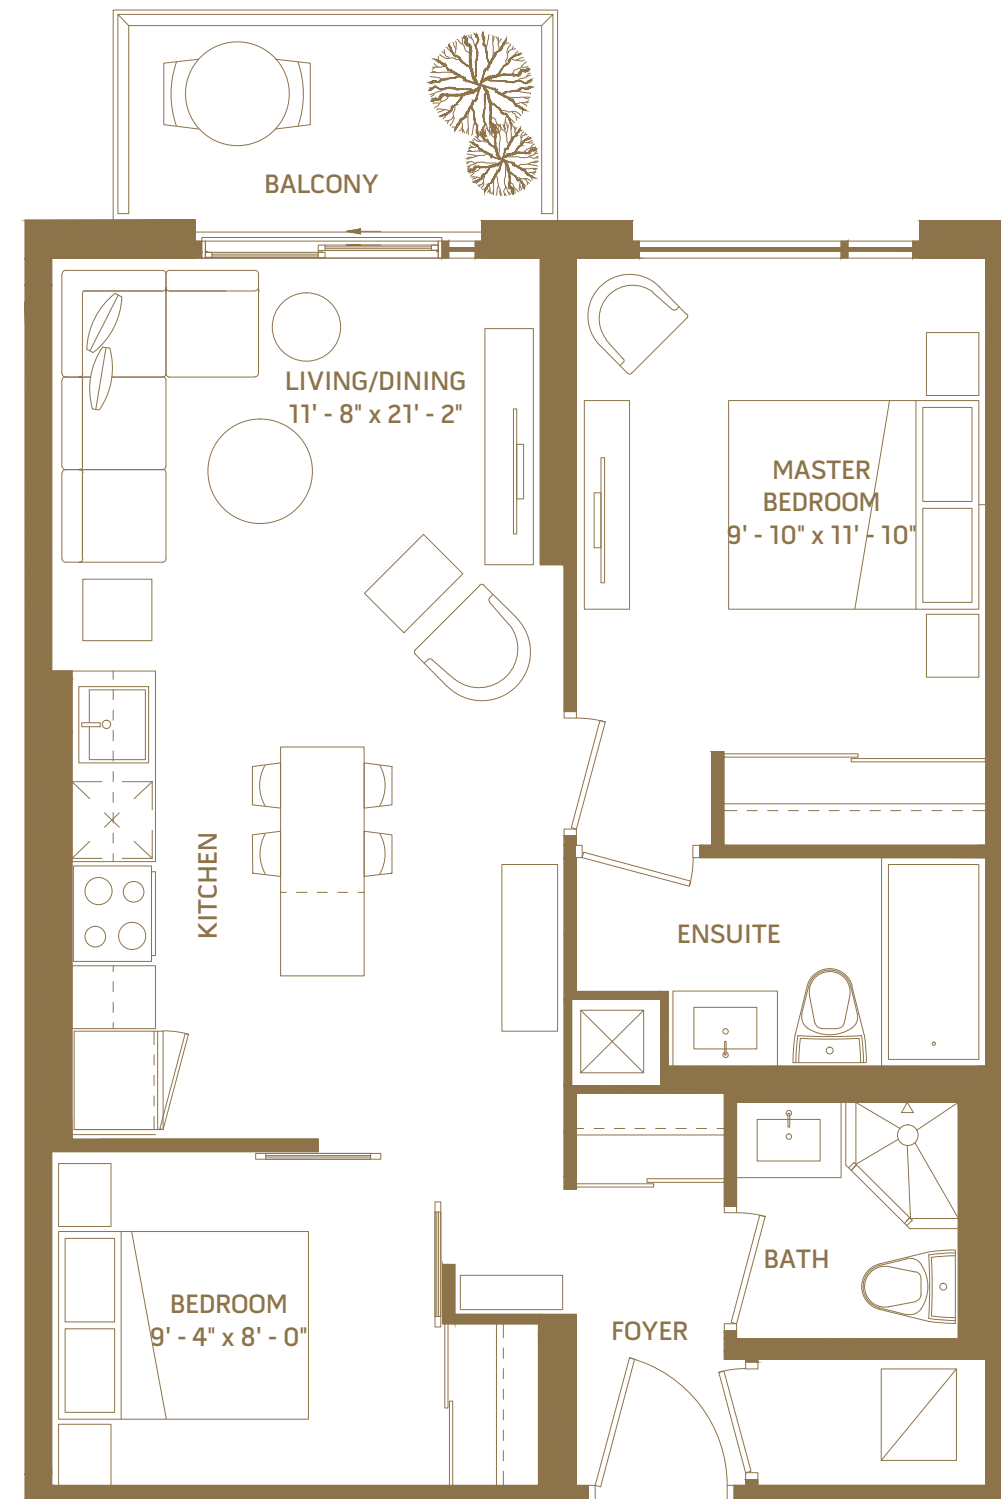 BALCONY
LIVING/DINING
11' - 8" x 21' - 2"
MASTER
BEDROOM
9' - 10" x 11' - 10"
KITCHEN
ENSUITE
BATH
BEDROOM
9' - 4" x 8' - 0"
FOYER